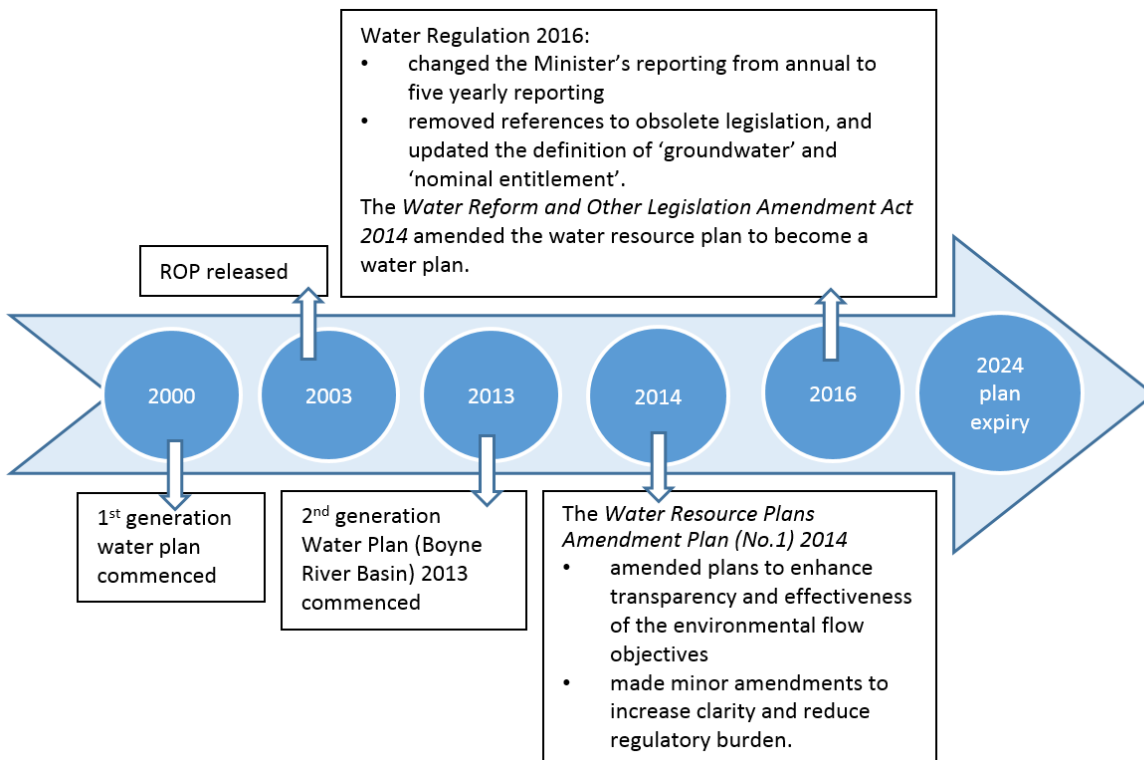 Water Regulation 2016:
• changed the Minister’s reporting from annual to
five yearly reporting
• removed references to obsolete legislation, and
updated the definition of ‘groundwater’ and
‘nominal entitlement’.
The Water Reform and Other Legislation Amendment Act
2014 amended the water resource plan to become a
water plan.
ROP released
2000
2003
2013
2014
2016
2024
plan
expiry
1st generation
water plan
commenced
2nd generation
Water Plan (Boyne
River Basin) 2013
commenced
The Water Resource Plans
Amendment Plan (No.1) 2014
• amended plans to enhance
transparency and effectiveness
of the environmental flow
objectives
• made minor amendments to
increase clarity and reduce
regulatory burden.